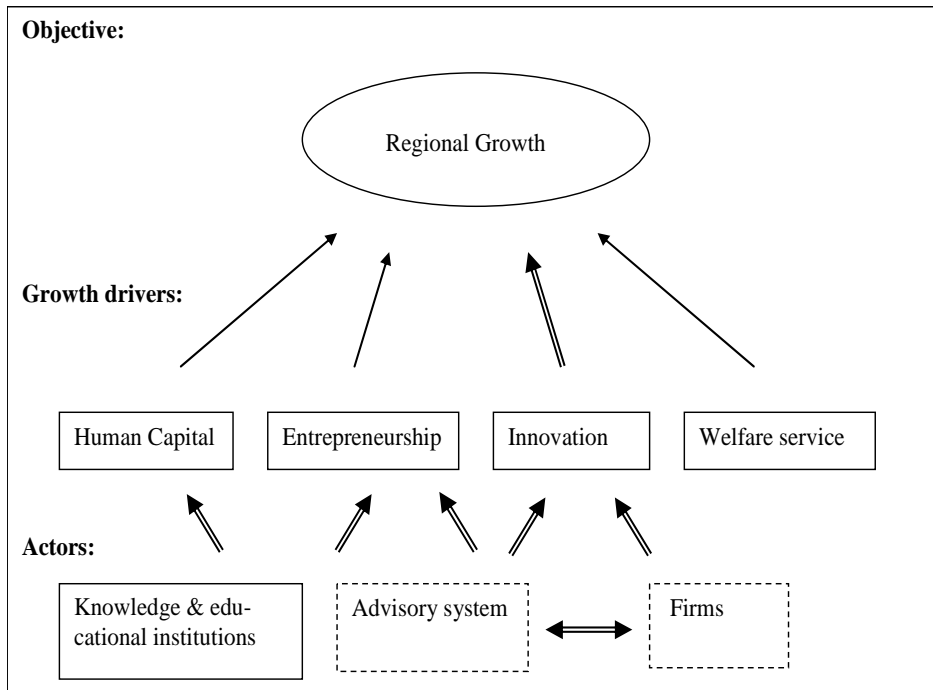 Objective:
Regional Growth
Growth drivers:
Human Capital
Entrepreneurship
Innovation
Welfare service
Actors:
Knowledge & edu-
cational institutions
Advisory system
Firms